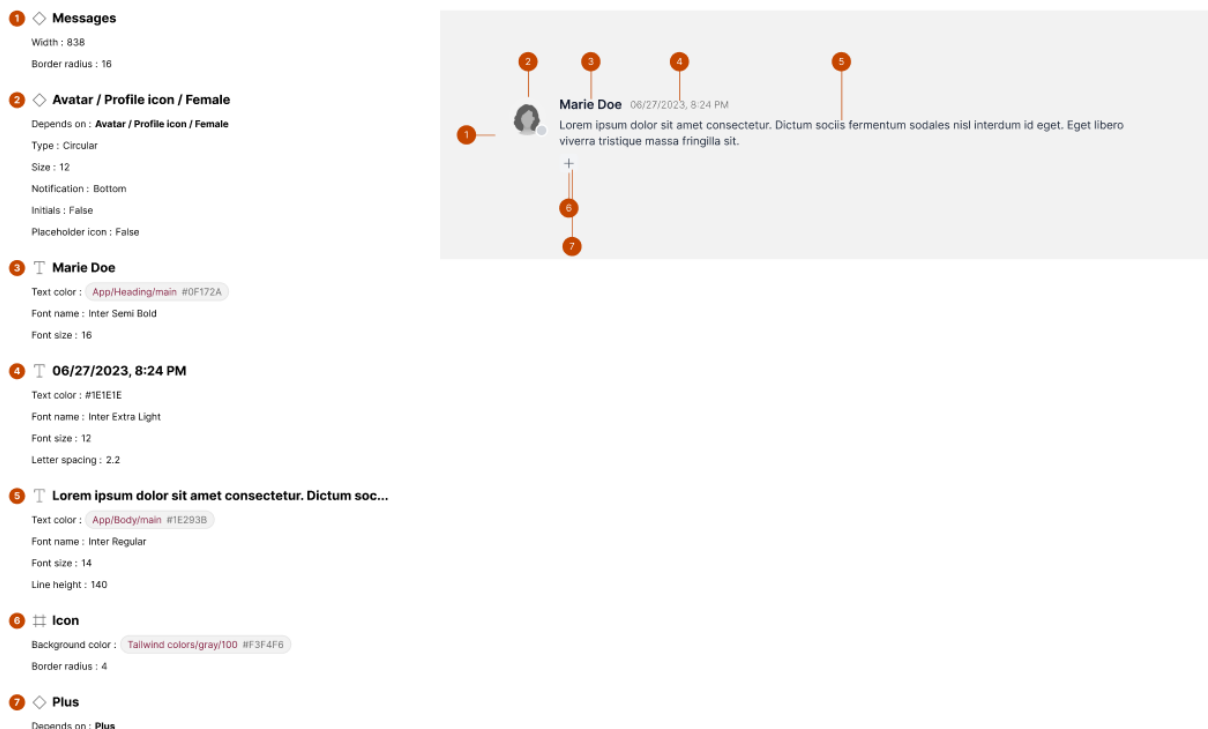 1 Messages
Width : 838
Border radius : 16
2 Avatar / Profile icon / Female
Depends on : Avatar / Profile icon / Female
Type : Circular
Size : 12
Notification : Bottom
Initials : False
Placeholder icon : False
3 T Marie Doe
Text color : App/Heading/main #0F172A
Font name : Inter Semi Bold
Font size : 16
4 T 06/27/2023, 8:24 PM
Text color : #1E1E1E
Font name : Inter Extra Light
Font size : 12
Letter spacing : 2.2
5 T Lorem ipsum dolor sit amet consectetur. Dictum soc...
Text color : App/Body/main #1E293B
Font name : Inter Regular
Font size : 14
Line height : 140
6 Icon
Background color : Tailwind colors/gray/100 #F3F4F6
Border radius : 4
7 Plus
Depends on : Plus
2 3 4 5
Marie Doe 06/27/2023, 8:24 PM
1
Lorem ipsum dolor sit amet consectetur. Dictum sociis fermentum sodales nisl interdum id eget. Eget libero
viverra tristique massa fringilla sit.
6
7